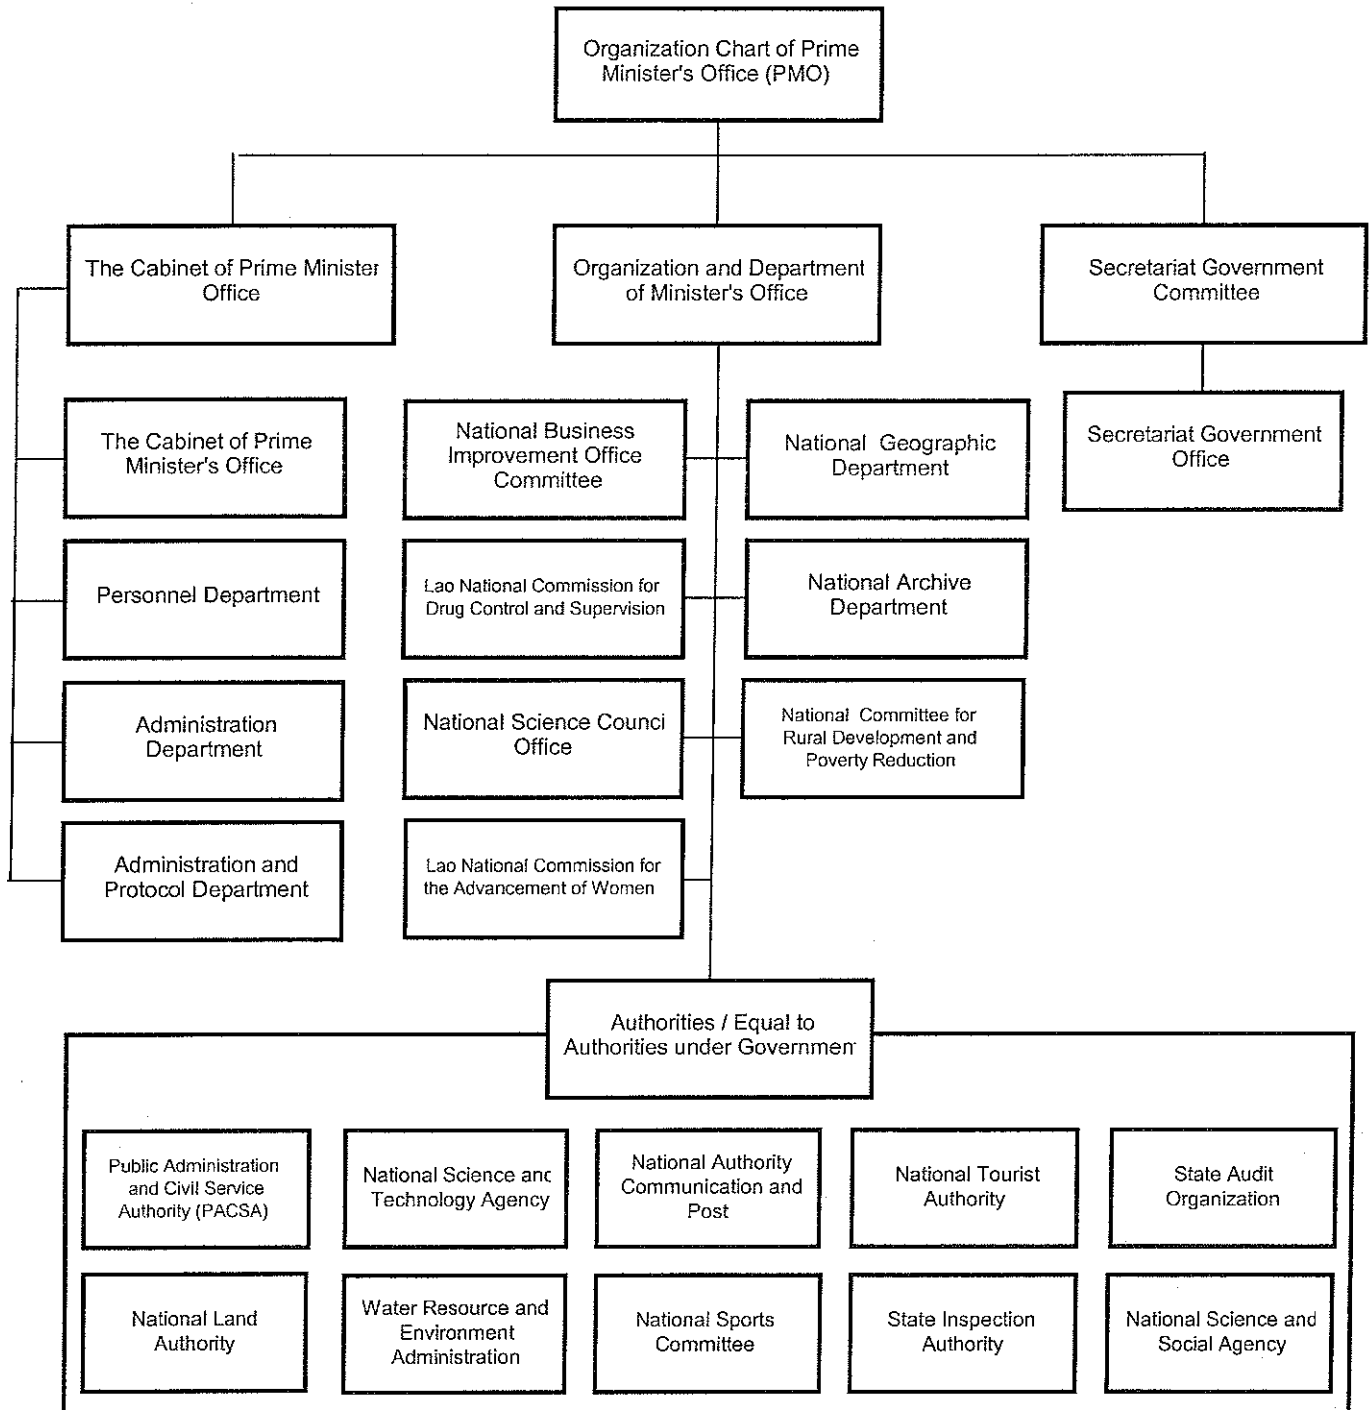 Organization Chart of Prime
Minister's Office (PMO)
The Cabinet of Prime Minister
Office
Organization and Department
of Minister's Office
Secretariat Government
Committee
The Cabinet of Prime
Minister's Office
National Business
Improvement Office
Committee
National Geographic
Department
Secretariat Government
Office
Personnel Department
Lao National Commission for
Drug Control and Supervision
National Archive
Department
Administration
Department
National Science Counci
Office
National Committee for
Rural Development and
Poverty Reduction
Administration and
Protocol Department
Lao National Commission for
the Advancement of Women
Authorities / Equal to
Authorities under Governmen
Public Administration
and Civil Service
Authority (PACSA)
National Science and
Technology Agency
National Authority
Communication and
Post
National Tourist
Authority
State Audit
Organization
National Land
Authority
Water Resource and
Environment
Administration
National Sports
Committee
State Inspection
Authority
National Science and
Social Agency